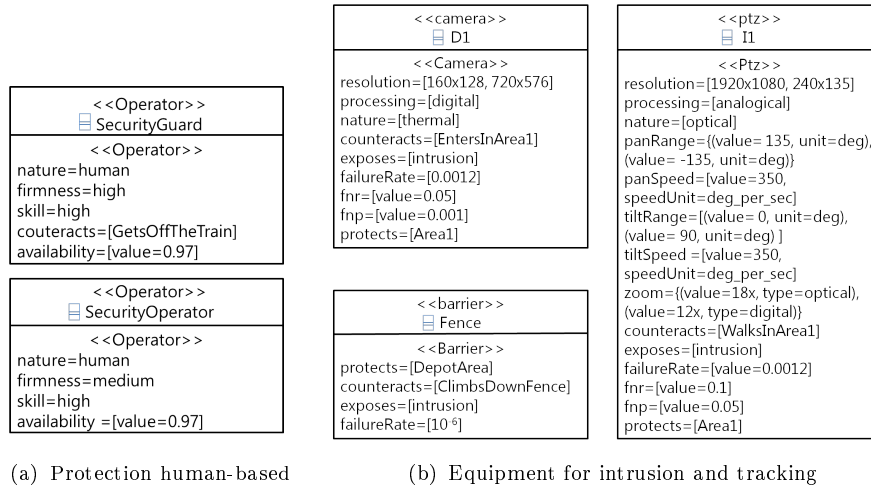 <<Operator>>
SecurityGuard
<<Operator>>
nature=human
firmness=high
skill=high
couteracts=[GetsOffTheTrain]
availability=[value=0.97]
<<Operator>>
SecurityOperator
<<Operator>>
nature=human
firmness=medium
skill=high
availability =[value=0.97]
(a) Protection human-based
<<camera>>
D1
<<Camera>>
resolution=[160x128, 720x576]
processing=[digital]
nature=[thermal]
counteracts=[EntersInArea1]
exposes=[intrusion]
failureRate=[0.0012]
fnr=[value=0.05]
fnp=[value=0.001]
protects=[Area1]
<<barrier>>
Fence
<<Barrier>>
protects=[DepotArea]
counteracts=[ClimbsDownFence]
exposes=[intrusion]
failureRate=[10⁻⁶]
<<ptz>>
I1
<<Ptz>>
resolution=[1920x1080, 240x135]
processing=[analogical]
nature=[optical]
panRange={(value= 135, unit=deg),
(value= -135, unit=deg)}
panSpeed=[value=350,
speedUnit=deg_per_sec]
tiltRange=[(value= 0, unit=deg),
(value= 90, unit=deg) ]
tiltSpeed =[value=350,
speedUnit=deg_per_sec]
zoom={(value=18x, type=optical),
(value=12x, type=digital)}
counteracts=[WalksInArea1]
exposes=[intrusion]
failureRate=[value=0.0012]
fnr=[value=0.1]
fnp=[value=0.05]
protects=[Area1]
(b) Equipment for intrusion and tracking